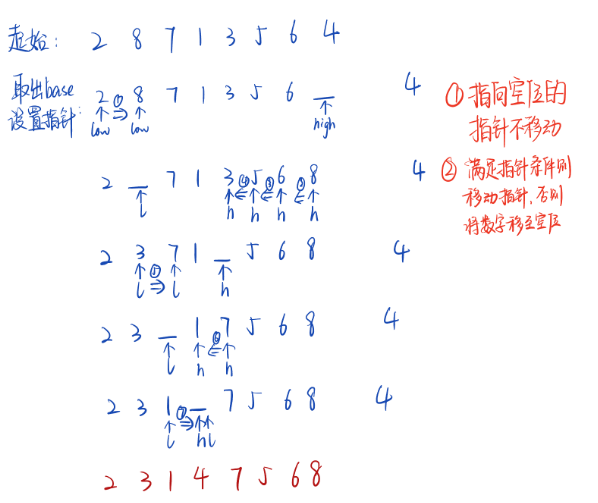 起始: 2 8 7 1 3 5 6 4
取出base
设置指针: 2 ① 8 7 1 3 5 6 _ 4
low low high
2 _ 7 1 3 ④ 5 ③ 6 ② 8 4
l h h h h
2 3 7 1 _ 5 6 8 4
l ⑤ l h
2 3 _ 1 7 5 6 8 4
l h ⑥ h
2 3 1 ⑦ _ 7 5 6 8 4
l hl
2 3 1 4 7 5 6 8
① 指向空位的
指针不移动
② 满足指针条件则
移动指针,否则
将数字移至空位